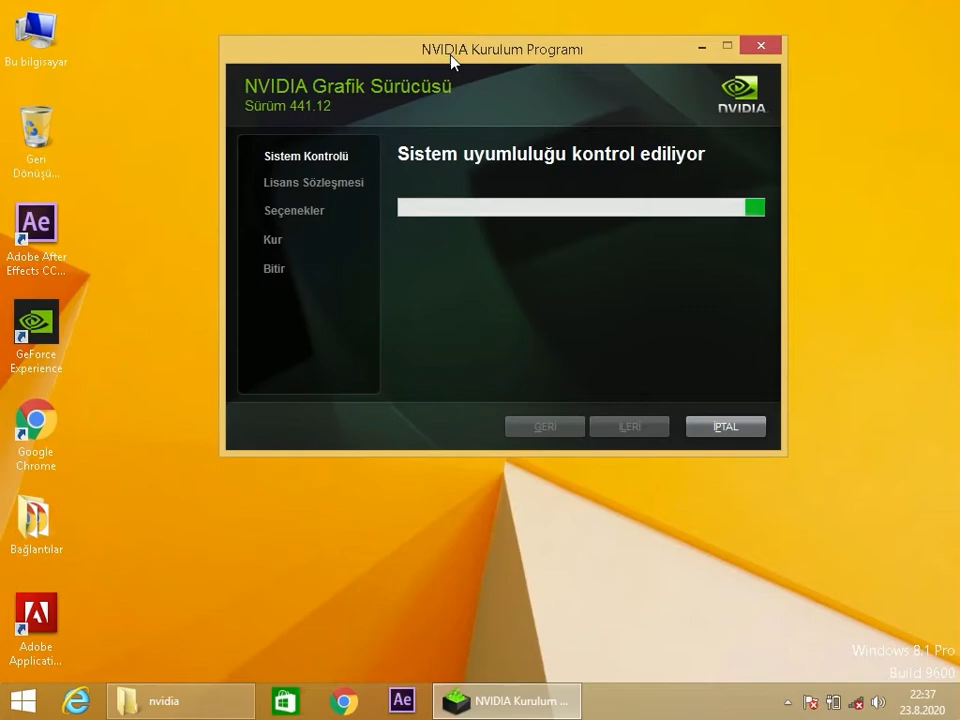 Bu bilgisayar
Geri
Dönüşü...
Ae
Adobe After
Effects CC...
GeForce
Experience
Google
Chrome
Bağlantılar
Adobe
Applicati...
NVIDIA Kurulum Programı
NVIDIA Grafik Sürücüsü
Sürüm 441.12
NVIDIA.
Sistem Kontrolü
Lisans Sözleşmesi
Seçenekler
Kur
Bitir
Sistem uyumluluğu kontrol ediliyor
GERİ
İLERİ
İPTAL
Windows 8.1 Pro
Build 9600
nvidia
Ae
NVIDIA Kurulum ...
22:37
23.8.2020